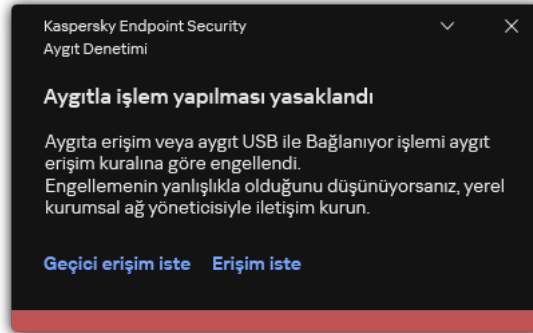 Kaspersky Endpoint Security
Aygıt Denetimi
Aygıtla işlem yapılması yasaklandı
Aygıta erişim veya aygıt USB ile Bağlanıyor işlemi aygıt
erişim kuralına göre engellendi.
Engellemenin yanlışlıkla olduğunu düşünüyorsanız, yerel
kurumsal ağ yöneticisiyle iletişim kurun.
Geçici erişim iste Erişim iste